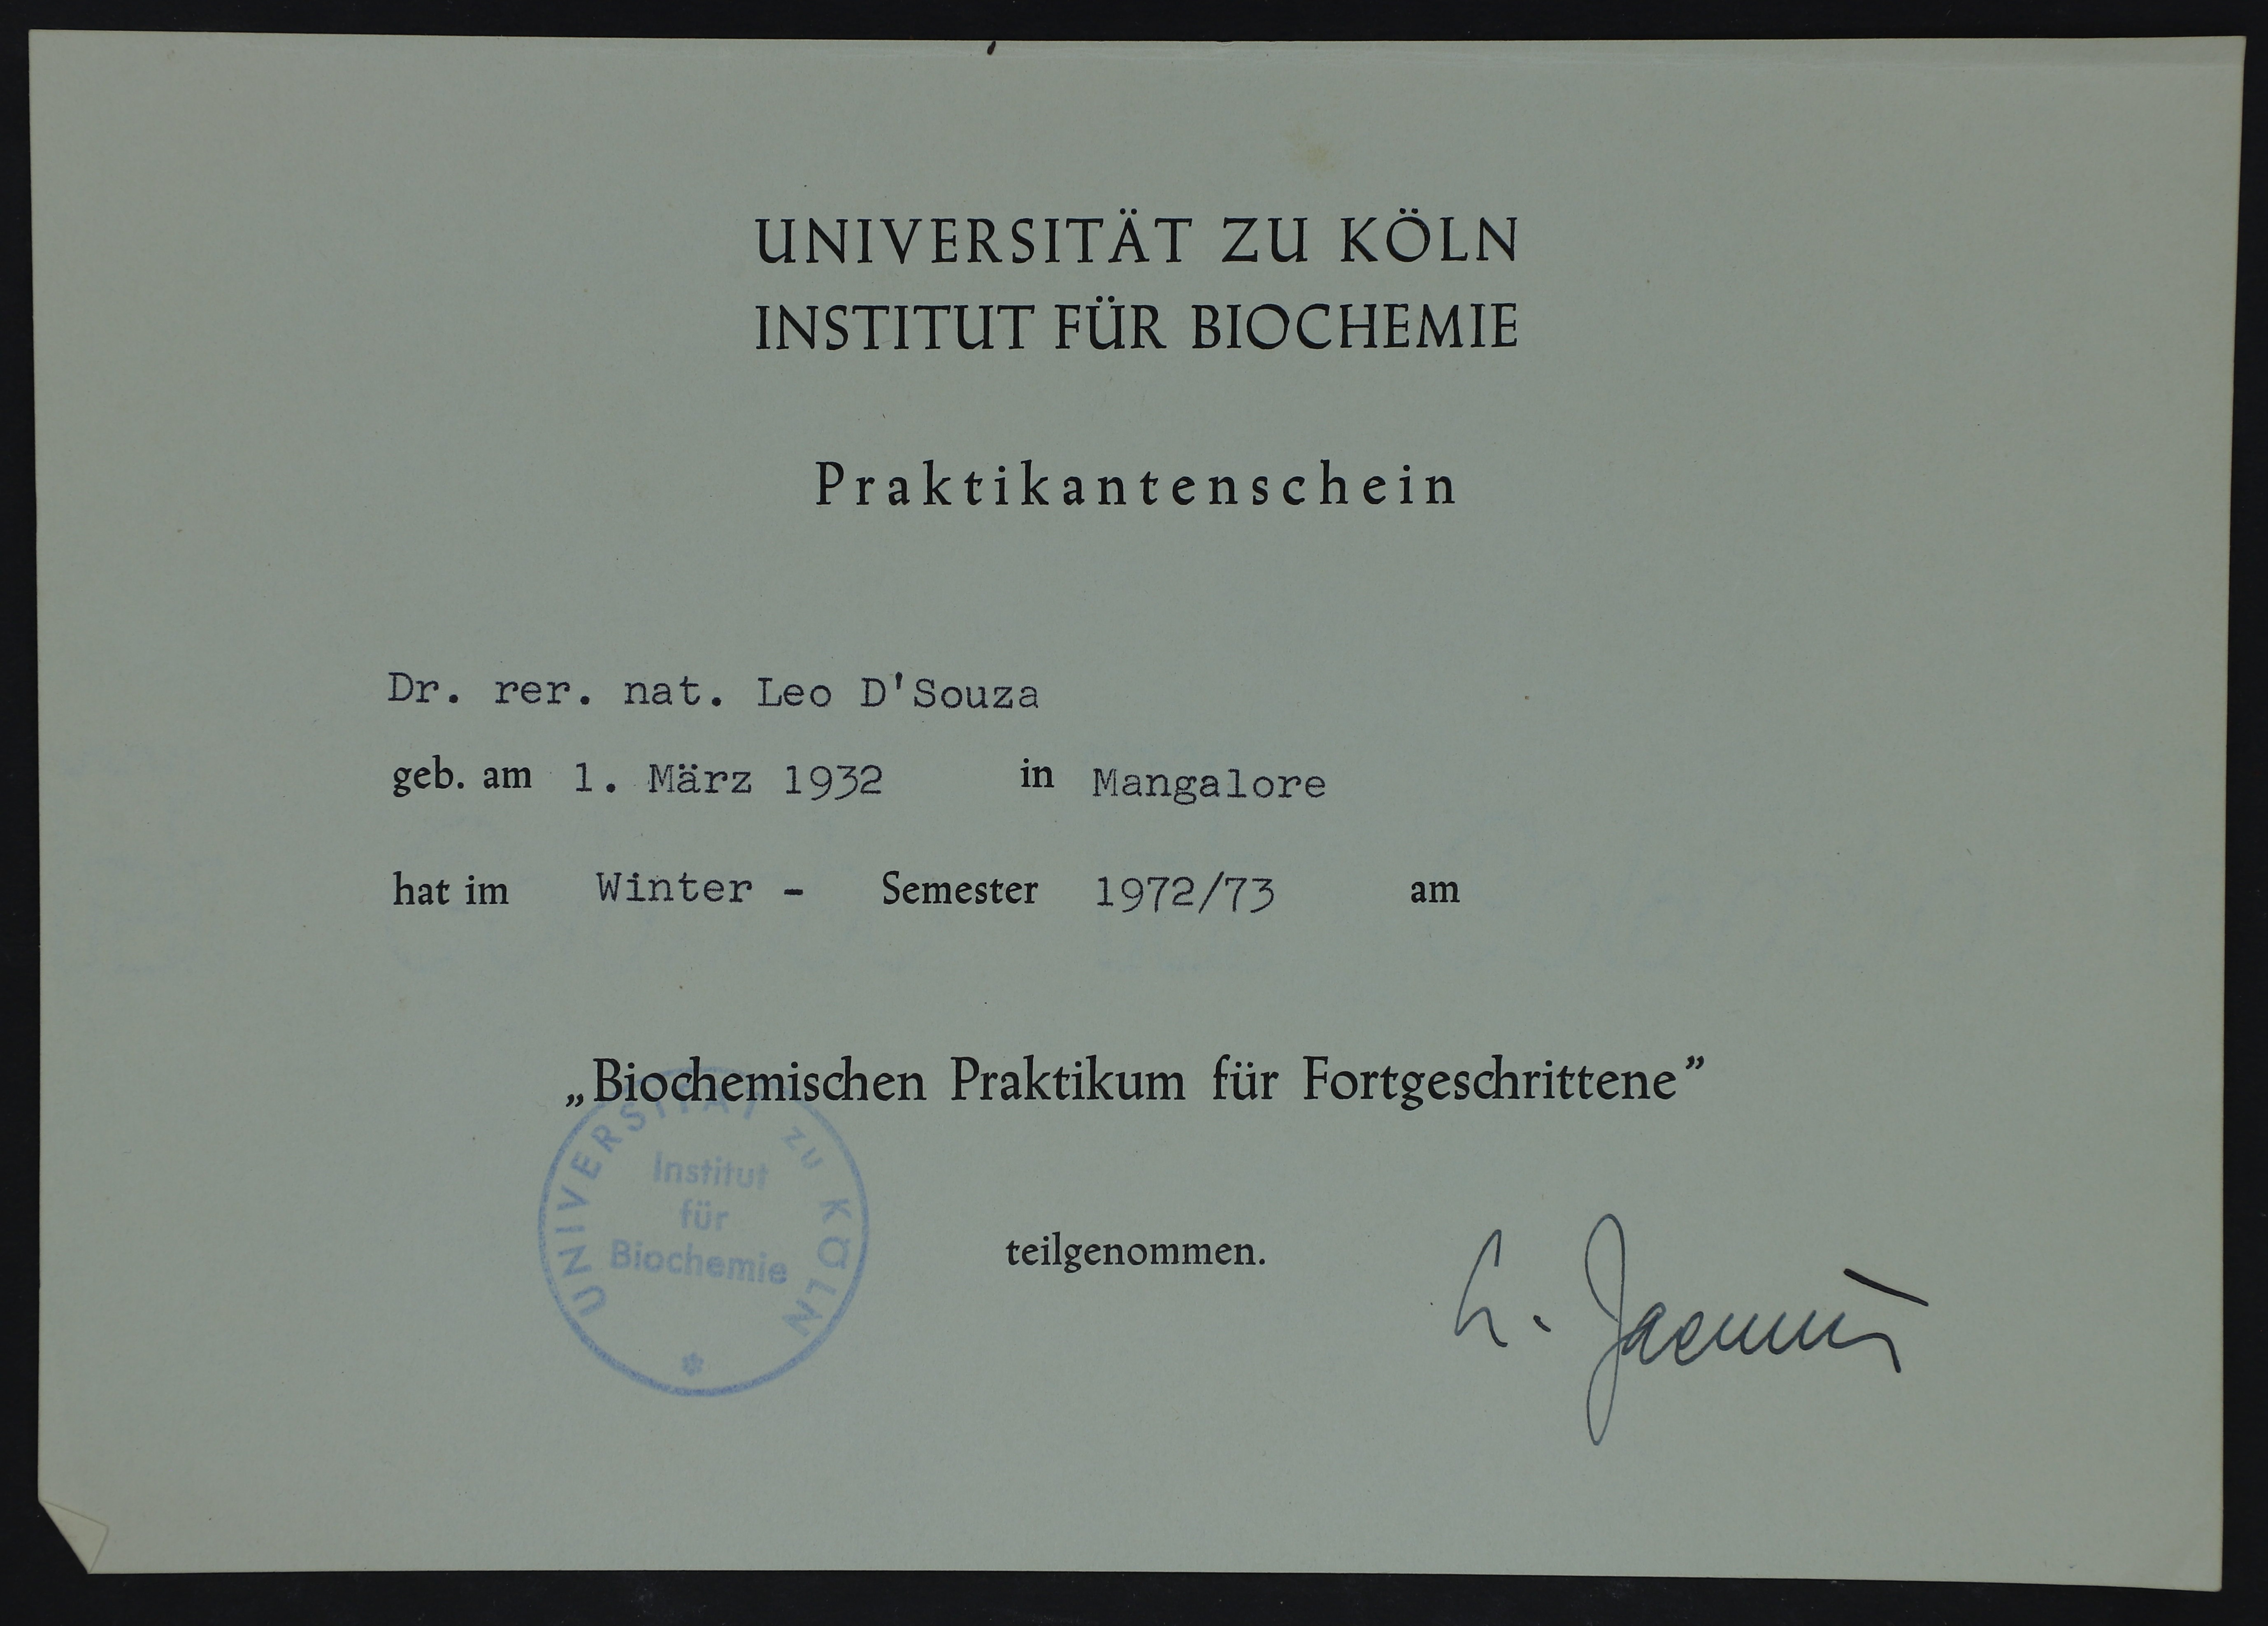 UNIVERSITÄT ZU KÖLN
INSTITUT FÜR BIOCHEMIE
Praktikantenschein
Dr. rer. nat. Leo D'Souza
geb. am 1. März 1932 in Mangalore
hat im Winter - Semester 1972/73 am
„Biochemischen Praktikum für Fortgeschrittene”
teilgenommen.
UNIVERSITÄT ZU KÖLN
Institut
für
Biochemie